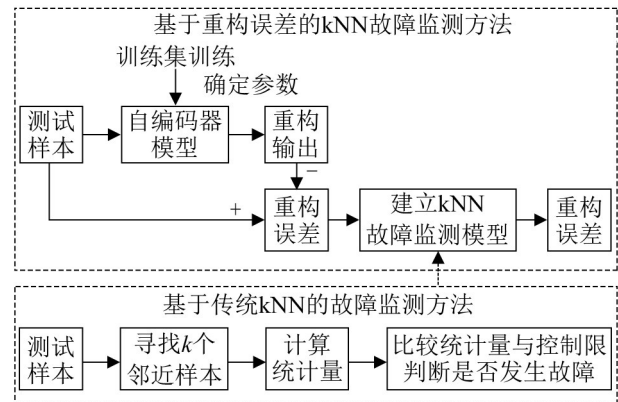 基于重构误差的kNN故障监测方法
训练集训练
确定参数
测试
样本
自编码器
模型
重构
输出
−
+
重构
误差
建立kNN
故障监测模型
重构
误差
基于传统kNN的故障监测方法
测试
样本
寻找k个
邻近样本
计算
统计量
比较统计量与控制限
判断是否发生故障